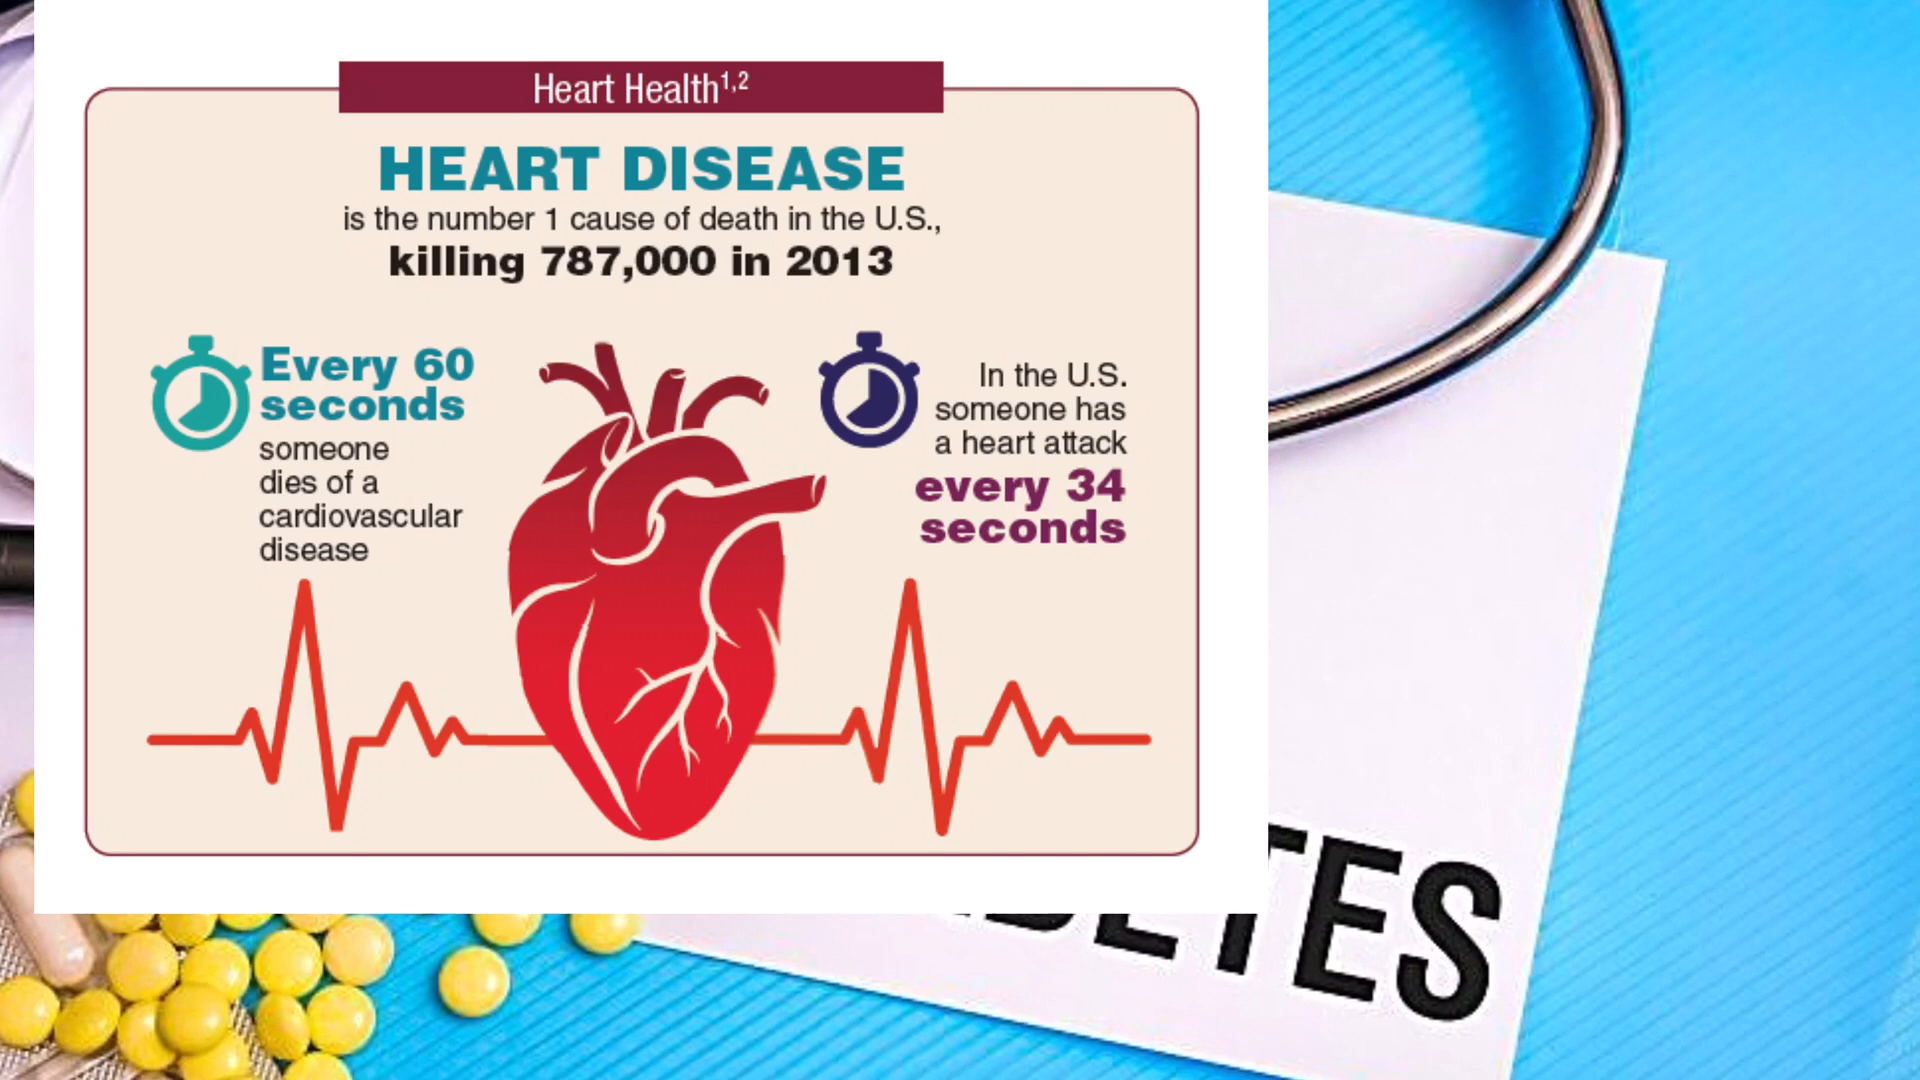 Heart Health1,2
HEART DISEASE
is the number 1 cause of death in the U.S.,
killing 787,000 in 2013
Every 60
seconds
someone
dies of a
cardiovascular
disease
In the U.S.
someone has
a heart attack
every 34
seconds